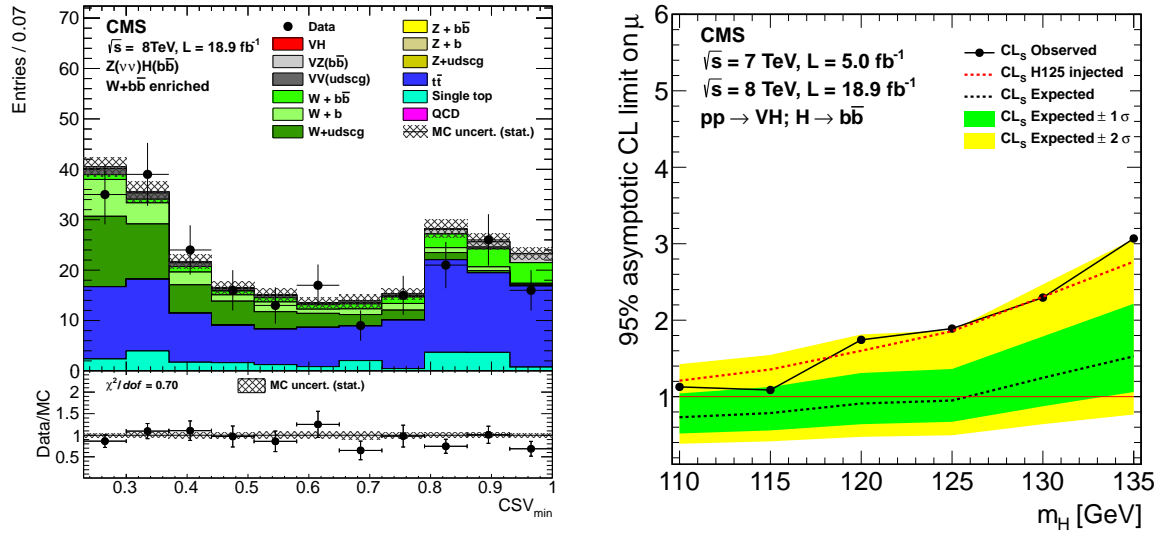 Entries / 0.07
70
60
50
40
30
20
10
0
CMS
√s = 8TeV, L = 18.9 fb⁻¹
Z(νν)H(bb̅)
W+bb̅ enriched
Data
VH
VZ(bb̅)
VV(udscg)
W + bb̅
W + b
W+udscg
Z + bb̅
Z + b
Z+udscg
tt̅
Single top
QCD
MC uncert. (stat.)
Data/MC
2
1.5
1
0.5
χ²/dof = 0.70
MC uncert. (stat.)
0.3 0.4 0.5 0.6 0.7 0.8 0.9 1
CSV_min
95% asymptotic CL limit on μ
6
5
4
3
2
1
0
CMS
√s = 7 TeV, L = 5.0 fb⁻¹
√s = 8 TeV, L = 18.9 fb⁻¹
pp → VH; H → bb̅
CL_S Observed
CL_S H125 injected
CL_S Expected
CL_S Expected ± 1 σ
CL_S Expected ± 2 σ
110 115 120 125 130 135
m_H [GeV]